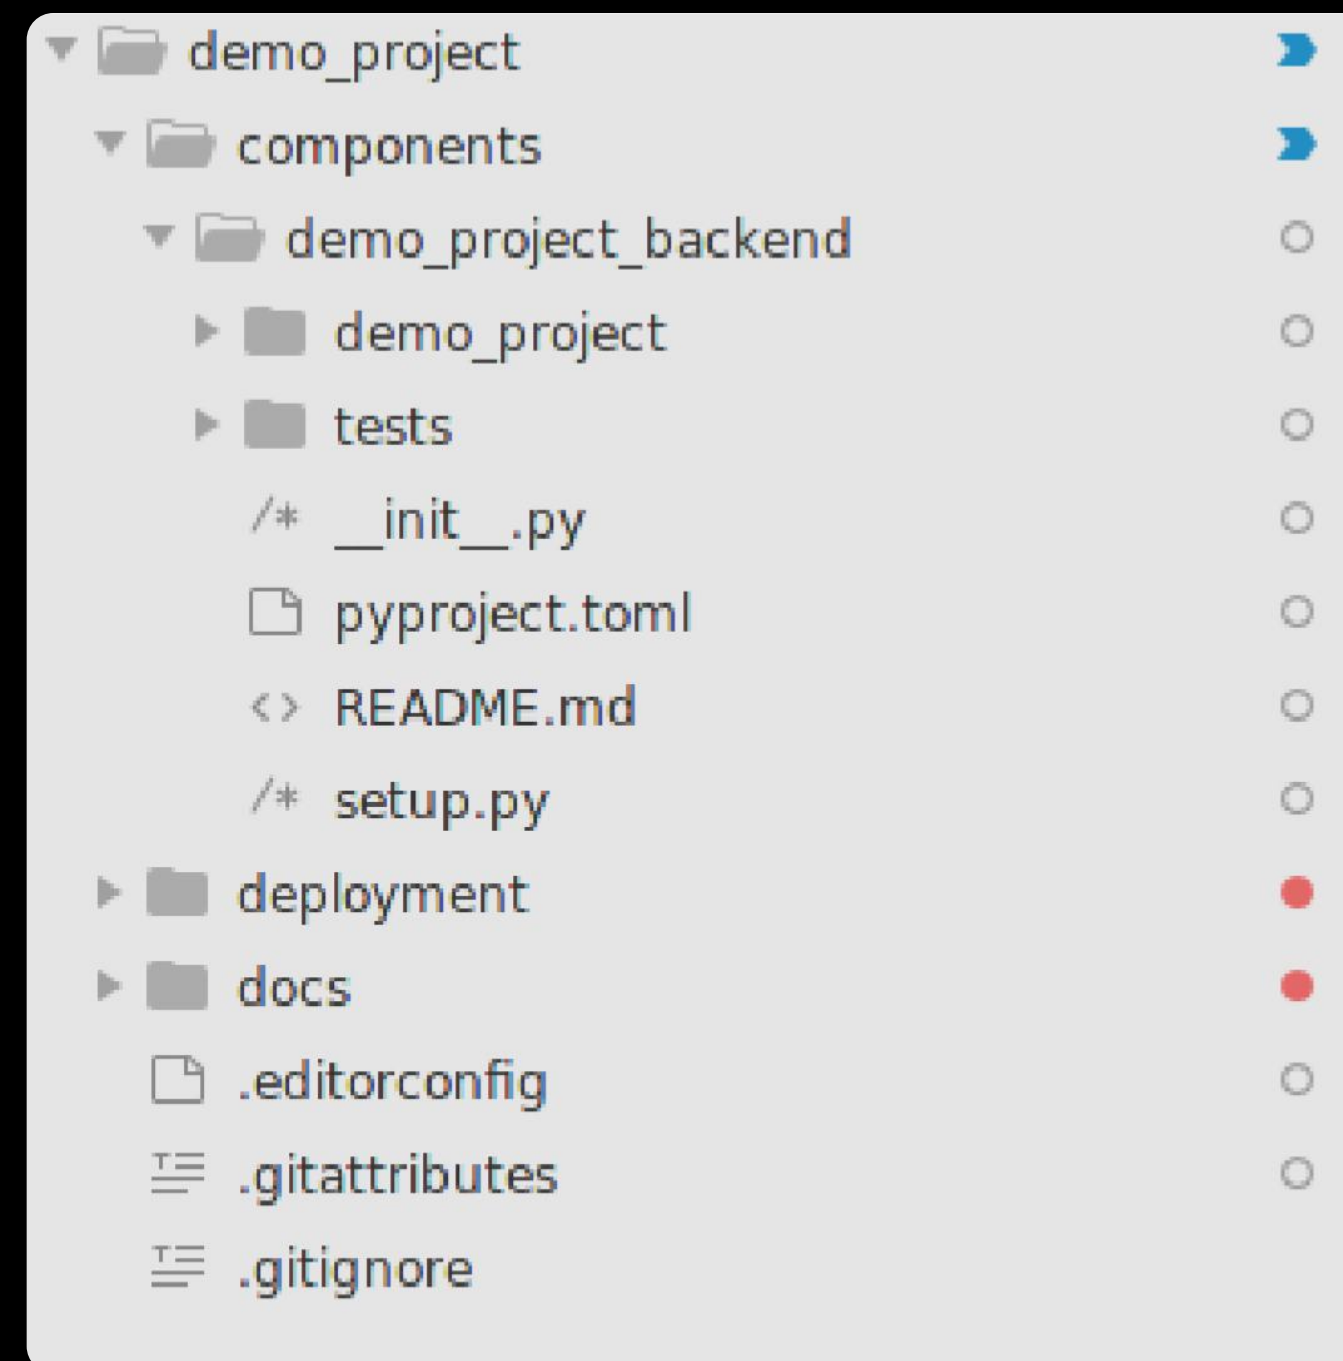 demo_project
components
demo_project_backend
demo_project
tests
/* __init__.py
pyproject.toml
<> README.md
/* setup.py
deployment
docs
.editorconfig
.gitattributes
.gitignore